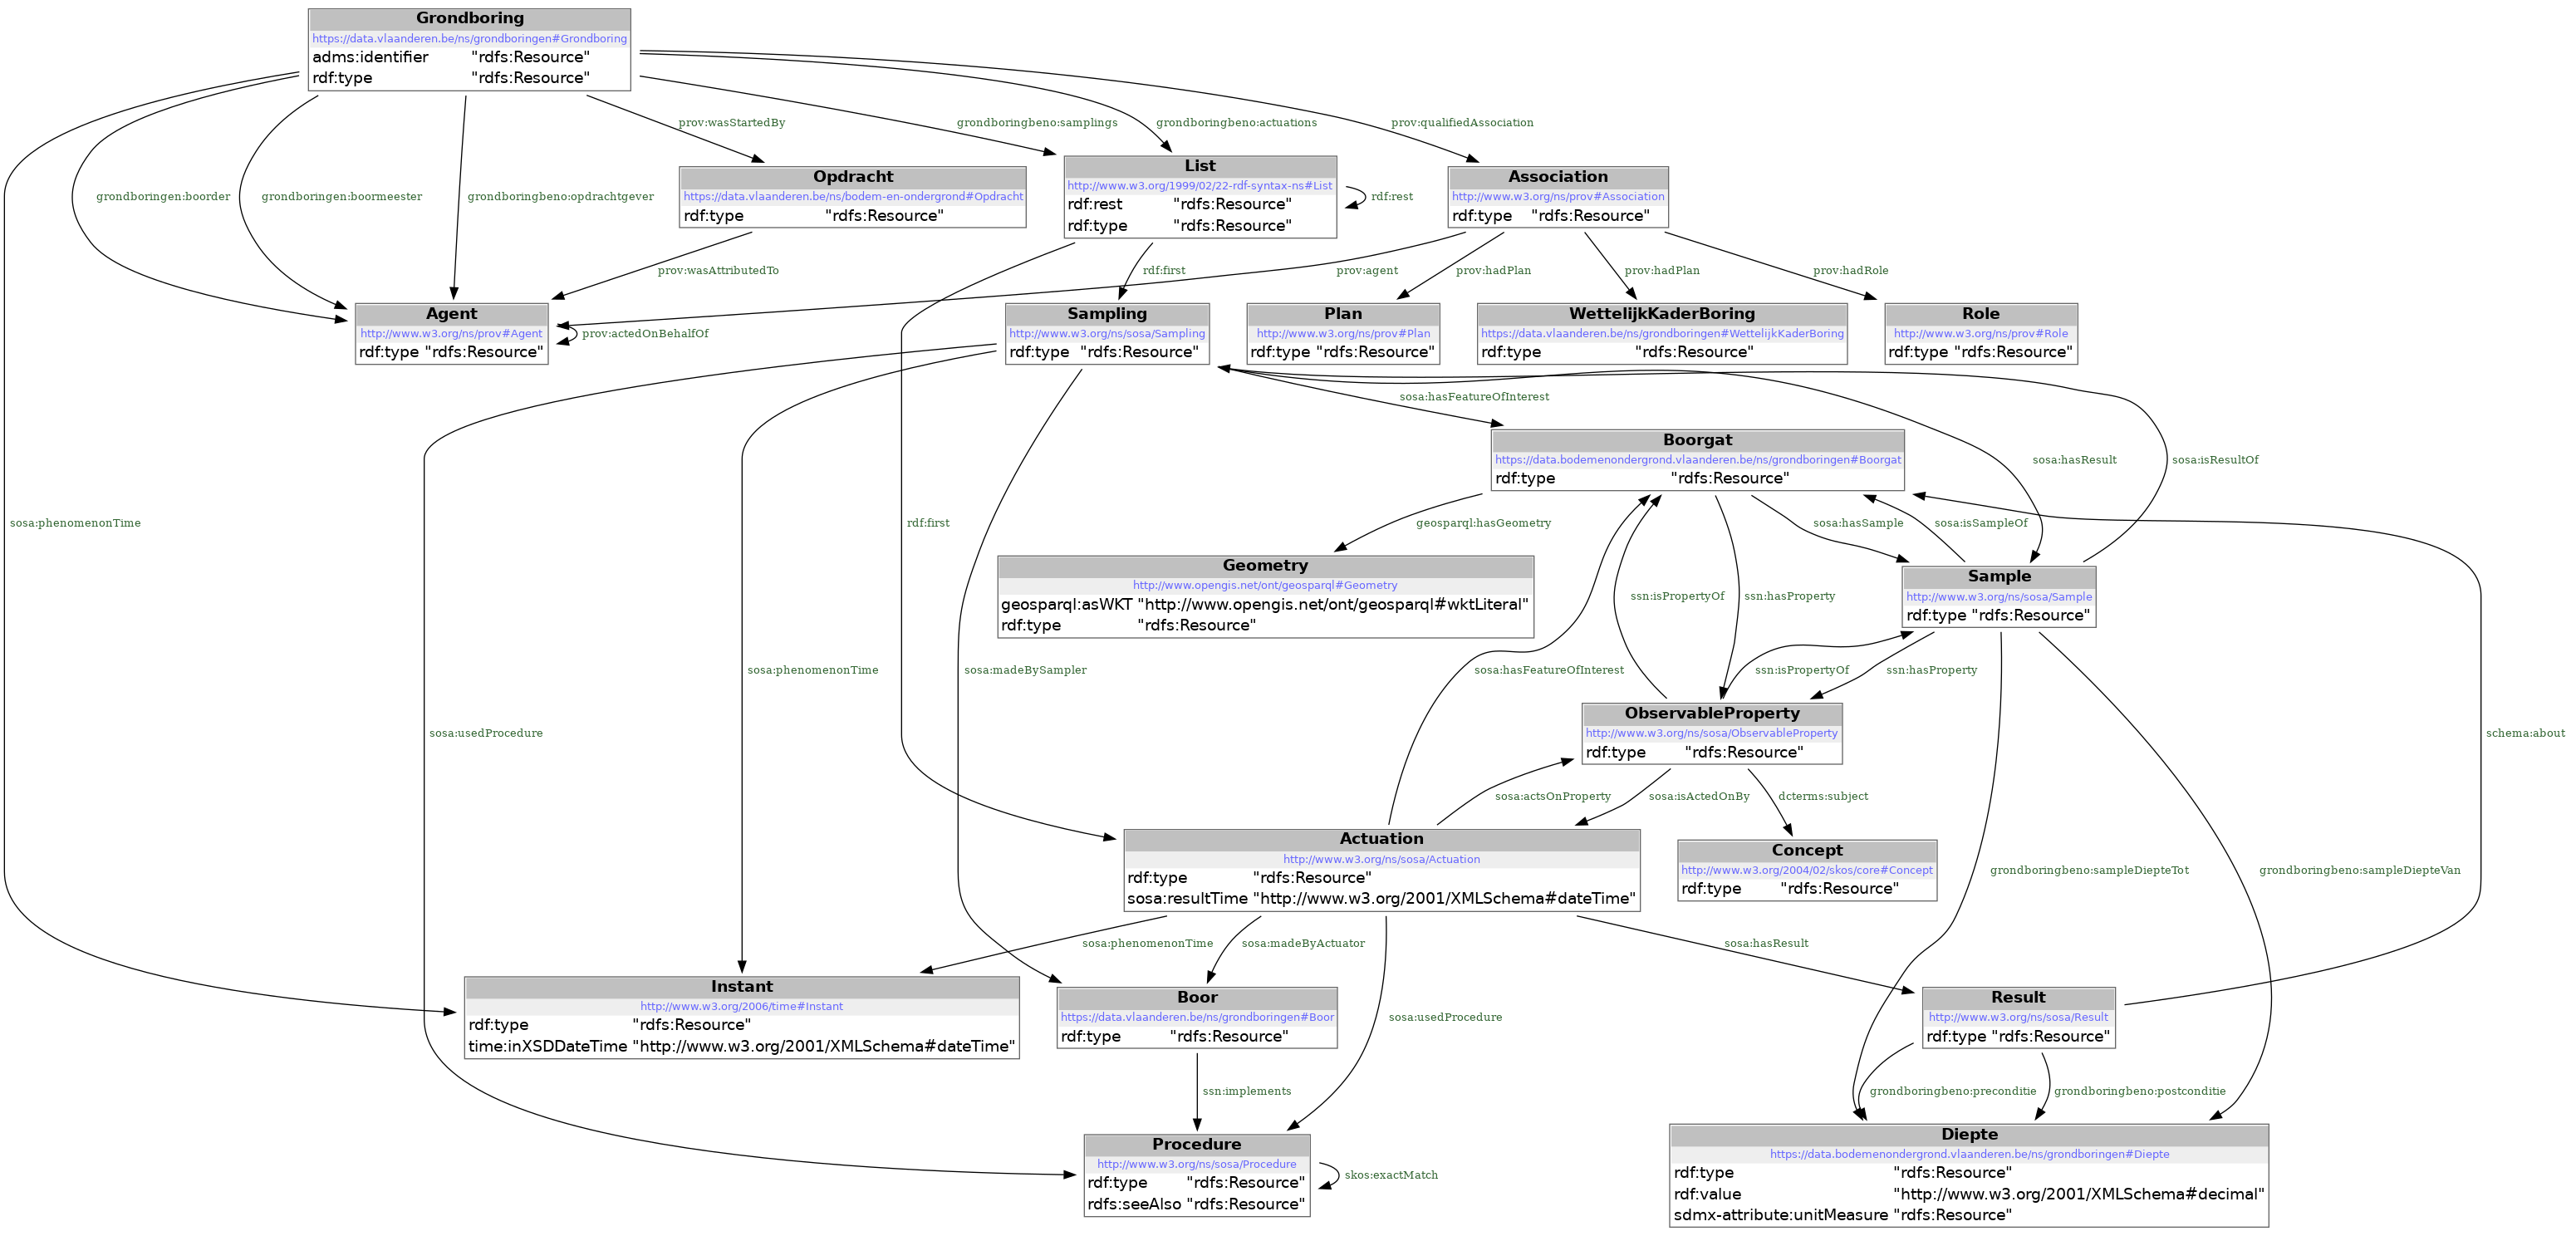 Grondboring
https://data.vlaanderen.be/ns/grondboringen#Grondboring
adms:identifier "rdfs:Resource"
rdf:type "rdfs:Resource"
prov:wasStartedBy
grondboringbeno:samplings
grondboringbeno:actuations
prov:qualifiedAssociation
grondboringen:boorder
grondboringen:boormeester
grondboringbeno:opdrachtgever
Opdracht
https://data.vlaanderen.be/ns/bodem-en-ondergrond#Opdracht
rdf:type "rdfs:Resource"
List
http://www.w3.org/1999/02/22-rdf-syntax-ns#List
rdf:rest "rdfs:Resource"
rdf:type "rdfs:Resource"
rdf:rest
Association
http://www.w3.org/ns/prov#Association
rdf:type "rdfs:Resource"
prov:wasAttributedTo
rdf:first
prov:agent
prov:hadPlan
prov:hadPlan
prov:hadRole
Agent
http://www.w3.org/ns/prov#Agent
rdf:type "rdfs:Resource"
prov:actedOnBehalfOf
Sampling
http://www.w3.org/ns/sosa/Sampling
rdf:type "rdfs:Resource"
Plan
http://www.w3.org/ns/prov#Plan
rdf:type "rdfs:Resource"
WettelijkKaderBoring
https://data.vlaanderen.be/ns/grondboringen#WettelijkKaderBoring
rdf:type "rdfs:Resource"
Role
http://www.w3.org/ns/prov#Role
rdf:type "rdfs:Resource"
sosa:hasFeatureOfInterest
Boorgat
https://data.bodemenondergrond.vlaanderen.be/ns/grondboringen#Boorgat
rdf:type "rdfs:Resource"
sosa:hasResult
sosa:isResultOf
sosa:phenomenonTime
rdf:first
geosparql:hasGeometry
sosa:hasSample
sosa:isSampleOf
Geometry
http://www.opengis.net/ont/geosparql#Geometry
geosparql:asWKT "http://www.opengis.net/ont/geosparql#wktLiteral"
rdf:type "rdfs:Resource"
ssn:isPropertyOf
ssn:hasProperty
Sample
http://www.w3.org/ns/sosa/Sample
rdf:type "rdfs:Resource"
sosa:phenomenonTime
sosa:madeBySampler
sosa:hasFeatureOfInterest
ssn:isPropertyOf
ssn:hasProperty
sosa:usedProcedure
ObservableProperty
http://www.w3.org/ns/sosa/ObservableProperty
rdf:type "rdfs:Resource"
schema:about
sosa:actsOnProperty
sosa:isActedOnBy
dcterms:subject
Actuation
http://www.w3.org/ns/sosa/Actuation
rdf:type "rdfs:Resource"
sosa:resultTime "http://www.w3.org/2001/XMLSchema#dateTime"
Concept
http://www.w3.org/2004/02/skos/core#Concept
rdf:type "rdfs:Resource"
grondboringbeno:sampleDiepteTot
grondboringbeno:sampleDiepteVan
sosa:phenomenonTime
sosa:madeByActuator
sosa:hasResult
Instant
http://www.w3.org/2006/time#Instant
rdf:type "rdfs:Resource"
time:inXSDDateTime "http://www.w3.org/2001/XMLSchema#dateTime"
Boor
https://data.vlaanderen.be/ns/grondboringen#Boor
rdf:type "rdfs:Resource"
sosa:usedProcedure
Result
http://www.w3.org/ns/sosa/Result
rdf:type "rdfs:Resource"
ssn:implements
grondboringbeno:preconditie
grondboringbeno:postconditie
Procedure
http://www.w3.org/ns/sosa/Procedure
rdf:type "rdfs:Resource"
rdfs:seeAlso "rdfs:Resource"
skos:exactMatch
Diepte
https://data.bodemenondergrond.vlaanderen.be/ns/grondboringen#Diepte
rdf:type "rdfs:Resource"
rdf:value "http://www.w3.org/2001/XMLSchema#decimal"
sdmx-attribute:unitMeasure "rdfs:Resource"